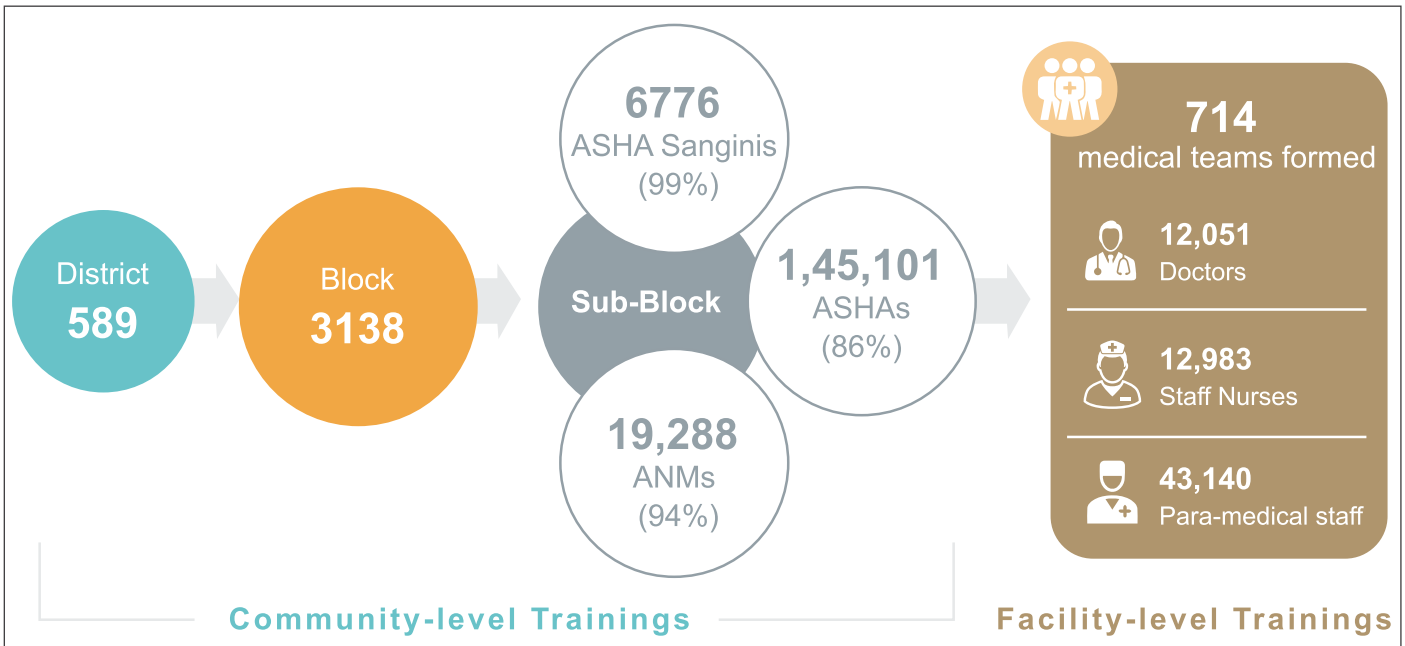 District
589
Block
3138
6776
ASHA Sanginis
(99%)
Sub-Block
1,45,101
ASHAs
(86%)
19,288
ANMs
(94%)
714
medical teams formed
12,051
Doctors
12,983
Staff Nurses
43,140
Para-medical staff
Community-level Trainings
Facility-level Trainings